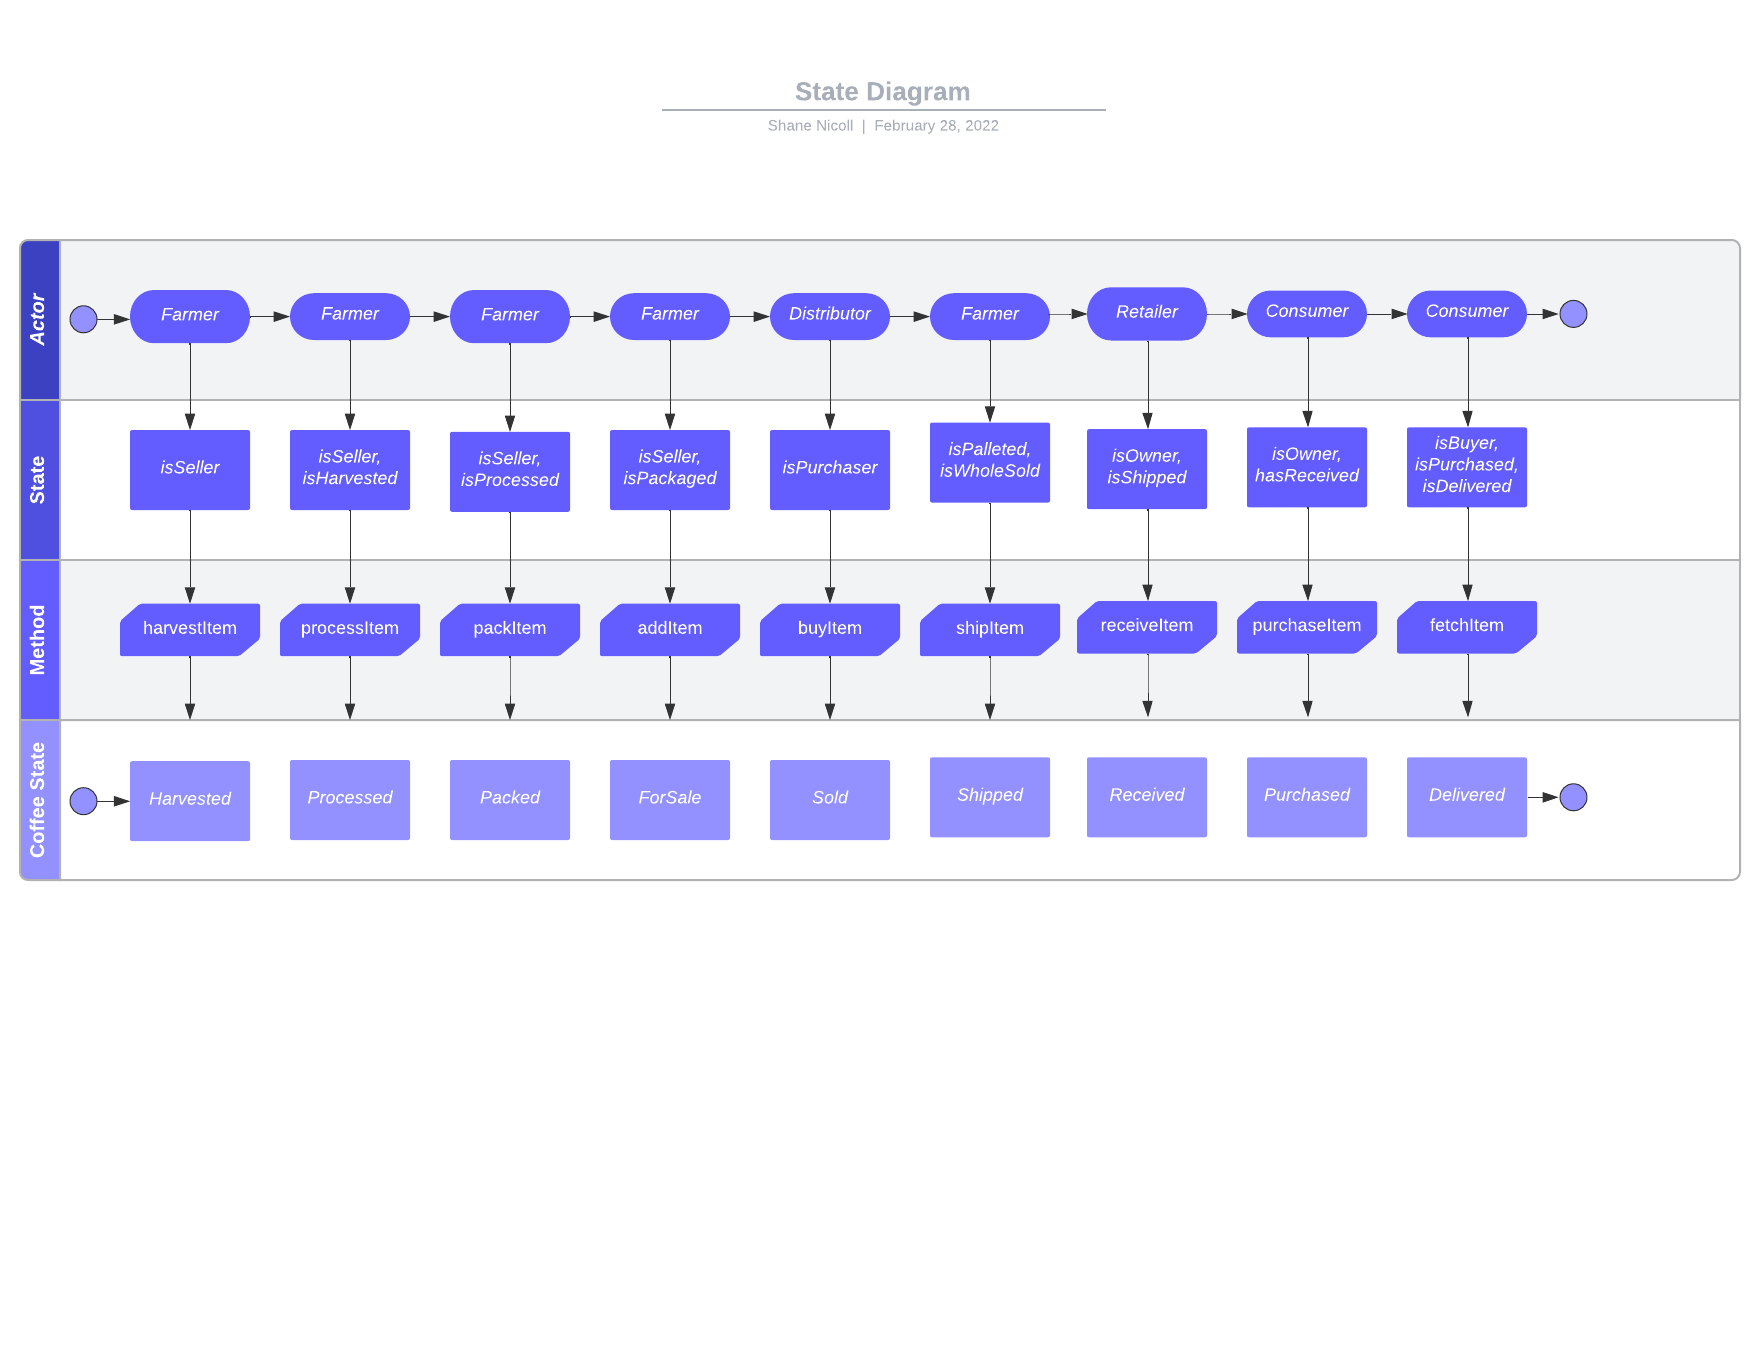 State Diagram
Shane Nicoll | February 28, 2022
Actor
Farmer
Farmer
Farmer
Farmer
Distributor
Farmer
Retailer
Consumer
Consumer
State
isSeller
isSeller,
isHarvested
isSeller,
isProcessed
isSeller,
isPackaged
isPurchaser
isPalleted,
isWholeSold
isOwner,
isShipped
isOwner,
hasReceived
isBuyer,
isPurchased,
isDelivered
Method
harvestItem
processItem
packItem
addItem
buyItem
shipItem
receiveItem
purchaseItem
fetchItem
Coffee State
Harvested
Processed
Packed
ForSale
Sold
Shipped
Received
Purchased
Delivered